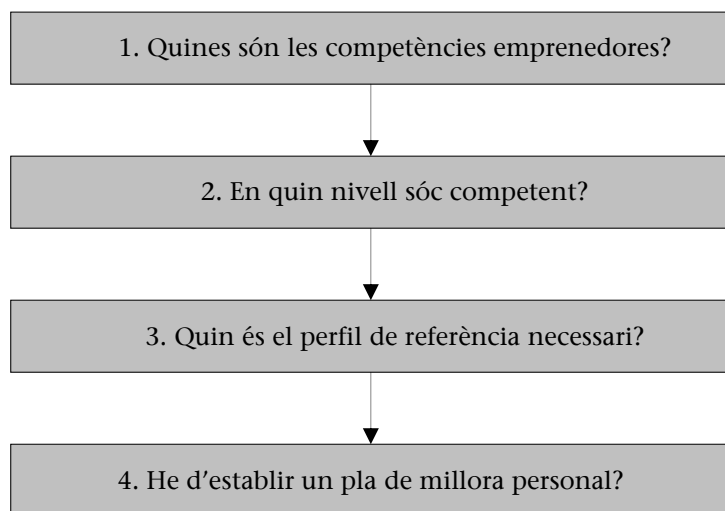 1. Quines són les competències emprenedores?
2. En quin nivell sóc competent?
3. Quin és el perfil de referència necessari?
4. He d’establir un pla de millora personal?